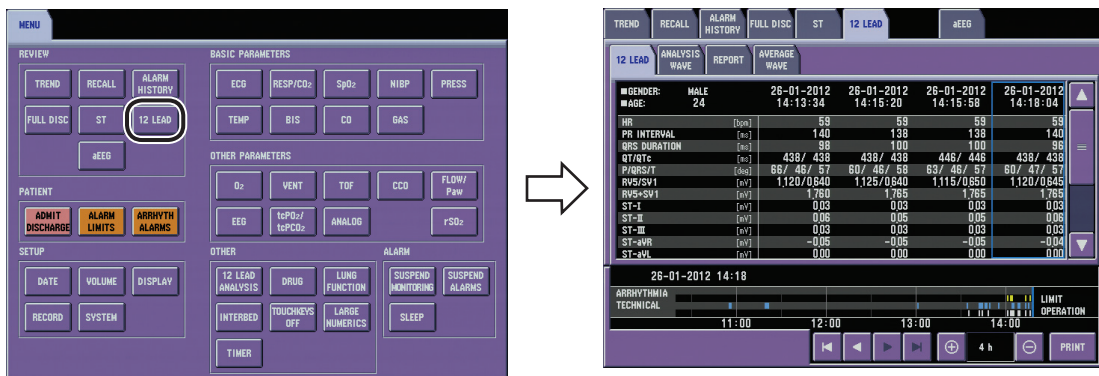 MENU
REVIEW
TREND RECALL ALARM HISTORY
FULL DISC ST 12 LEAD
aEEG
PATIENT
ADMIT DISCHARGE ALARM LIMITS ARRHYTH ALARMS
SETUP
DATE VOLUME DISPLAY
RECORD SYSTEM
BASIC PARAMETERS
ECG RESP/CO2 SpO2 NIBP PRESS
TEMP BIS CO GAS
OTHER PARAMETERS
O2 VENT TOF CCO FLOW/Paw
EEG tcPO2/tcPCO2 ANALOG rSO2
OTHER
12 LEAD ANALYSIS DRUG LUNG FUNCTION
INTERBED TOUCHKEYS OFF LARGE NUMERICS
TIMER
ALARM
SUSPEND MONITORING SUSPEND ALARMS
SLEEP
TREND RECALL ALARM HISTORY FULL DISC ST 12 LEAD aEEG
12 LEAD ANALYSIS WAVE REPORT AVERAGE WAVE
GENDER: MALE 26-01-2012 26-01-2012 26-01-2012 26-01-2012
AGE: 24 14:13:34 14:15:20 14:15:58 14:18:04
HR [bpm] 59 59 59 59
PR INTERVAL [ms] 140 138 138 140
QRS DURATION [ms] 98 100 100 96
QT/QTc [ms] 438/ 438 438/ 438 446/ 446 438/ 438
P/QRS/T [deg] 66/ 46/ 57 60/ 46/ 58 63/ 46/ 57 60/ 47/ 57
RV5/SV1 [mV] 1.120/0.640 1.125/0.640 1.115/0.650 1.120/0.645
RV5+SV1 [mV] 1.760 1.765 1.765 1.765
ST-I [mV] 0.03 0.03 0.03 0.03
ST-II [mV] 0.06 0.05 0.05 0.06
ST-III [mV] 0.03 0.03 0.03 0.03
ST-aVR [mV] -0.05 -0.05 -0.05 -0.04
ST-aVL [mV] 0.00 0.00 0.00 0.00
26-01-2012 14:18
ARRHYTHMIA
TECHNICAL
LIMIT
OPERATION
11:00 12:00 13:00 14:00
4 h PRINT